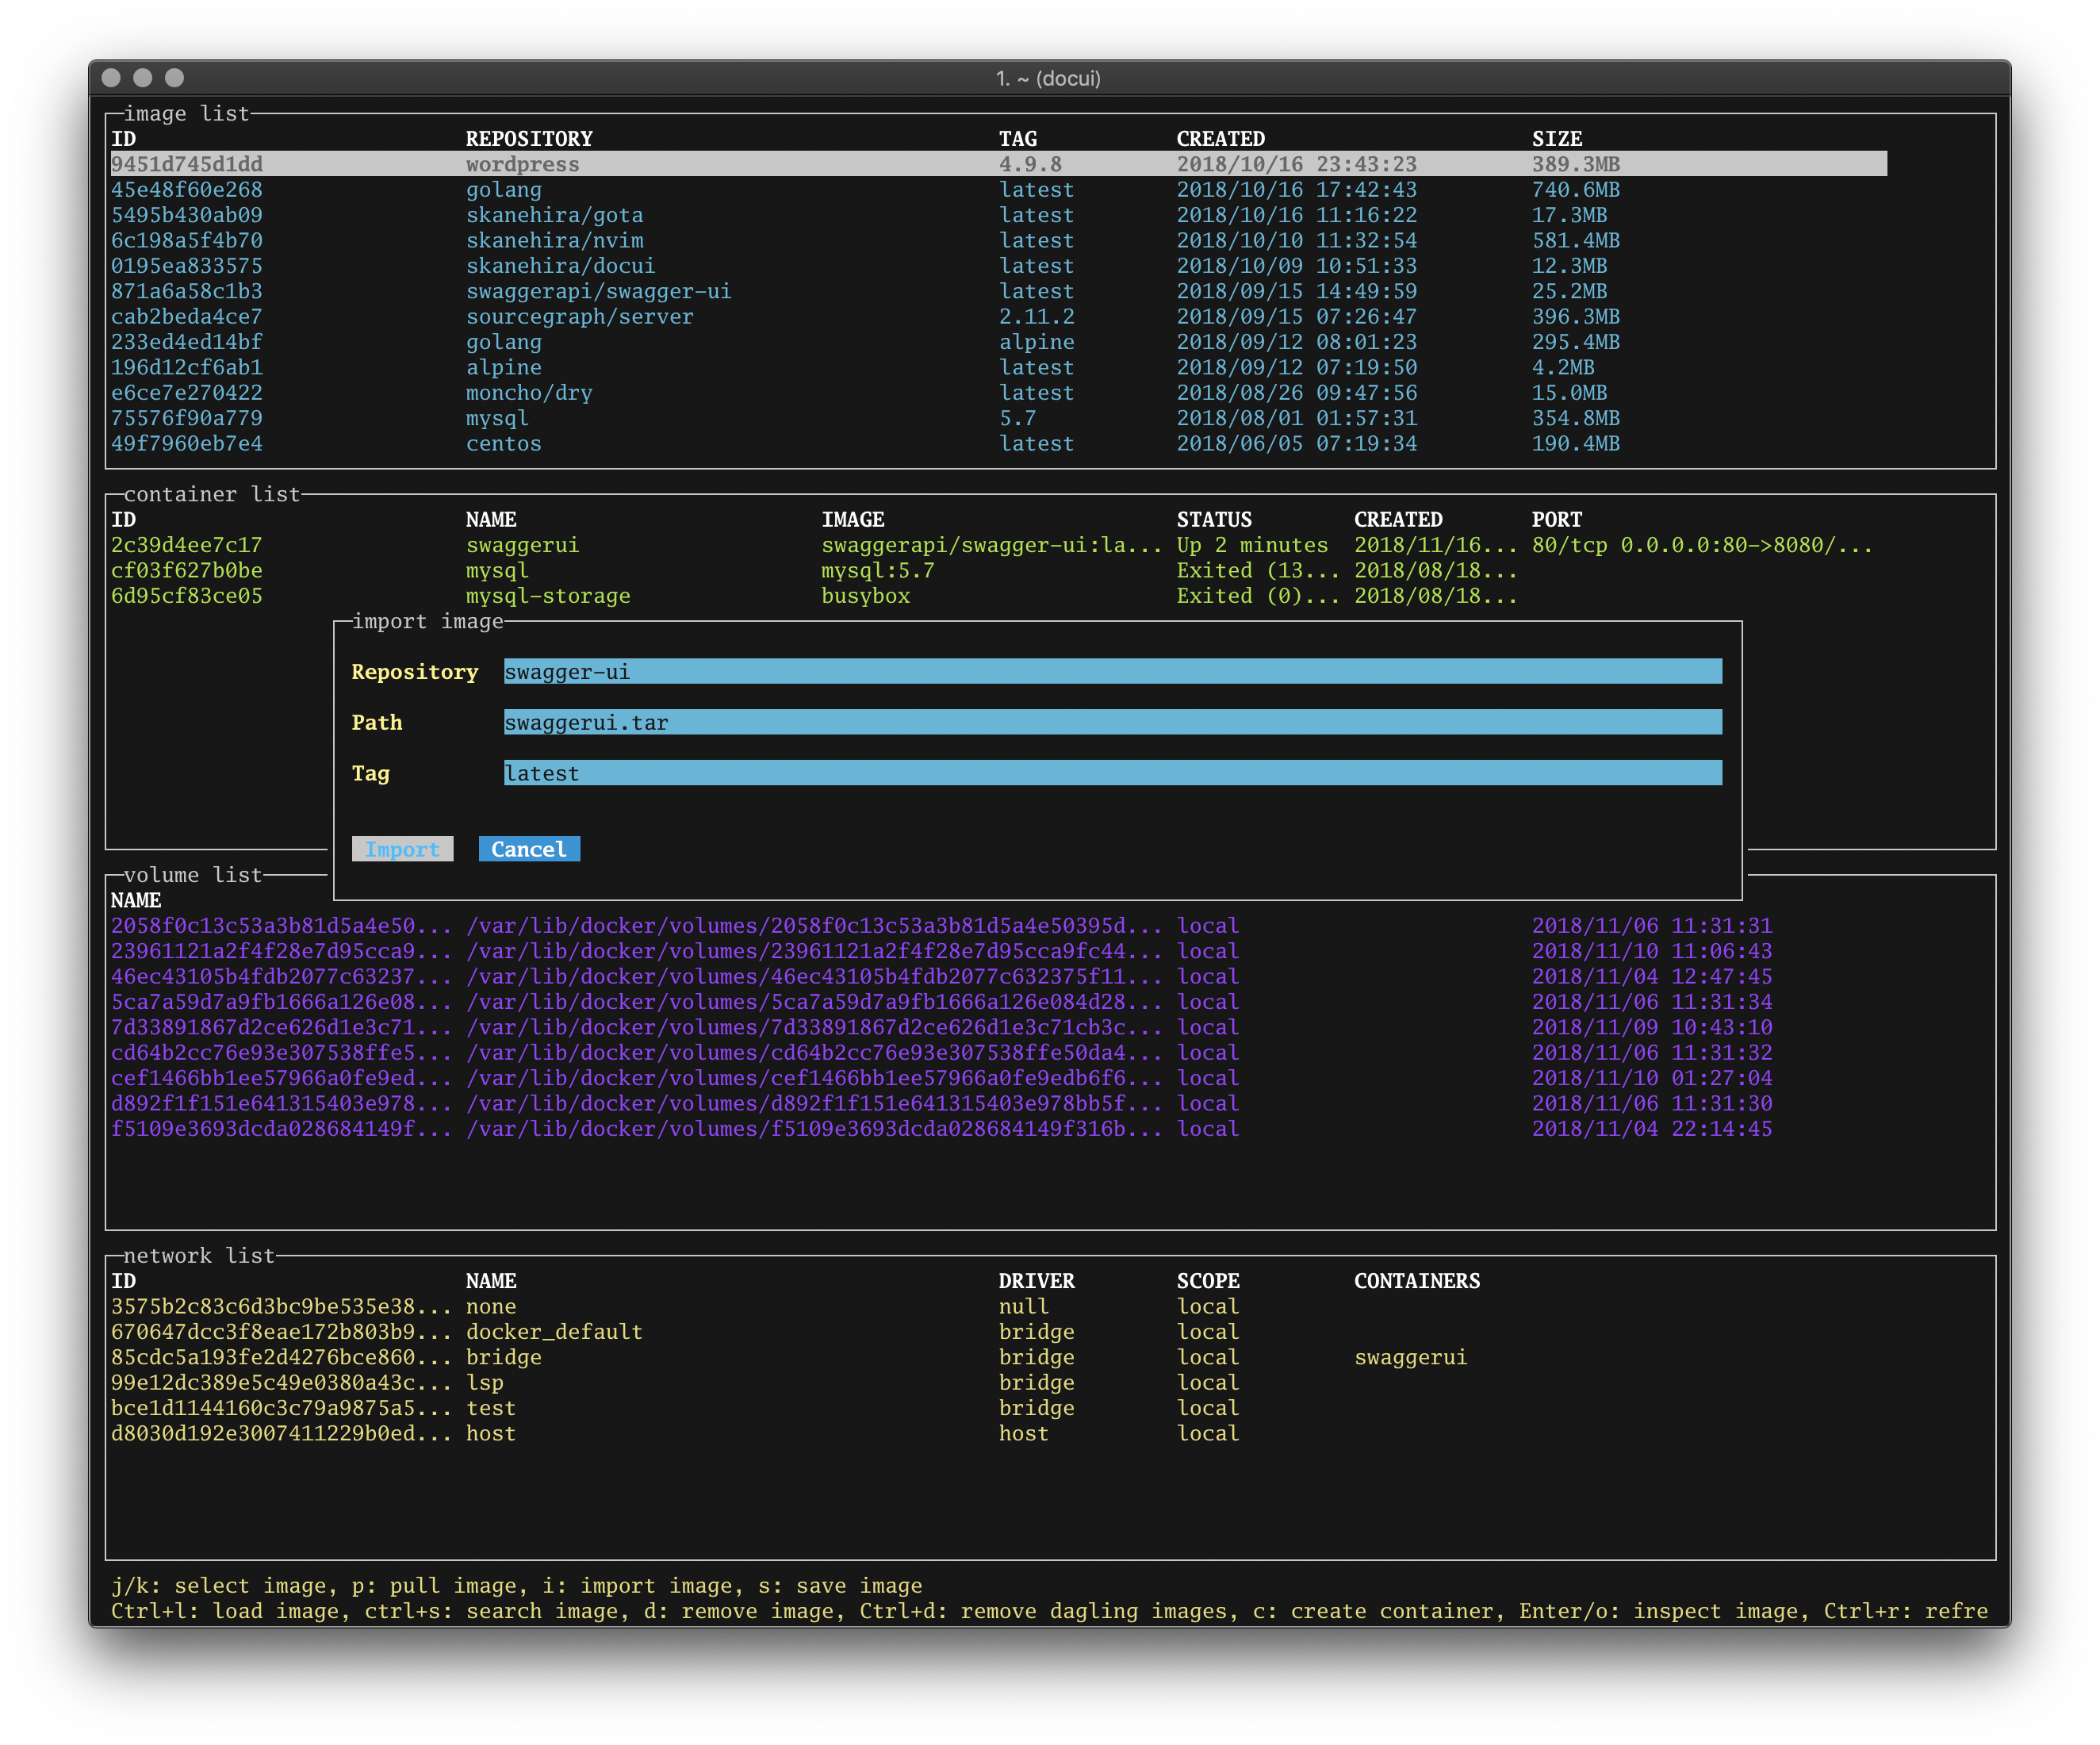 1. ~ (docui)
image list
ID REPOSITORY TAG CREATED SIZE
9451d745d1dd wordpress 4.9.8 2018/10/16 23:43:23 389.3MB
45e48f60e268 golang latest 2018/10/16 17:42:43 740.6MB
5495b430ab09 skanehira/gota latest 2018/10/16 11:16:22 17.3MB
6c198a5f4b70 skanehira/nvim latest 2018/10/10 11:32:54 581.4MB
0195ea833575 skanehira/docui latest 2018/10/09 10:51:33 12.3MB
871a6a58c1b3 swaggerapi/swagger-ui latest 2018/09/15 14:49:59 25.2MB
cab2beda4ce7 sourcegraph/server 2.11.2 2018/09/15 07:26:47 396.3MB
233ed4ed14bf golang alpine 2018/09/12 08:01:23 295.4MB
196d12cf6ab1 alpine latest 2018/09/12 07:19:50 4.2MB
e6ce7e270422 moncho/dry latest 2018/08/26 09:47:56 15.0MB
75576f90a779 mysql 5.7 2018/08/01 01:57:31 354.8MB
49f7960eb7e4 centos latest 2018/06/05 07:19:34 190.4MB
container list
ID NAME IMAGE STATUS CREATED PORT
2c39d4ee7c17 swaggerui swaggerapi/swagger-ui:la... Up 2 minutes 2018/11/16... 80/tcp 0.0.0.0:80->8080/...
cf03f627b0be mysql mysql:5.7 Exited (13... 2018/08/18...
6d95cf83ce05 mysql-storage busybox Exited (0)... 2018/08/18...
import image
Repository swagger-ui
Path swaggerui.tar
Tag latest
Import Cancel
volume list
NAME
2058f0c13c53a3b81d5a4e50... /var/lib/docker/volumes/2058f0c13c53a3b81d5a4e50395d... local 2018/11/06 11:31:31
23961121a2f4f28e7d95cca9... /var/lib/docker/volumes/23961121a2f4f28e7d95cca9fc44... local 2018/11/10 11:06:43
46ec43105b4fdb2077c63237... /var/lib/docker/volumes/46ec43105b4fdb2077c632375f11... local 2018/11/04 12:47:45
5ca7a59d7a9fb1666a126e08... /var/lib/docker/volumes/5ca7a59d7a9fb1666a126e084d28... local 2018/11/06 11:31:34
7d33891867d2ce626d1e3c71... /var/lib/docker/volumes/7d33891867d2ce626d1e3c71cb3c... local 2018/11/09 10:43:10
cd64b2cc76e93e307538ffe5... /var/lib/docker/volumes/cd64b2cc76e93e307538ffe50da4... local 2018/11/06 11:31:32
cef1466bb1ee57966a0fe9ed... /var/lib/docker/volumes/cef1466bb1ee57966a0fe9edb6f6... local 2018/11/10 01:27:04
d892f1f151e641315403e978... /var/lib/docker/volumes/d892f1f151e641315403e978bb5f... local 2018/11/06 11:31:30
f5109e3693dcda028684149f... /var/lib/docker/volumes/f5109e3693dcda028684149f316b... local 2018/11/04 22:14:45
network list
ID NAME DRIVER SCOPE CONTAINERS
3575b2c83c6d3bc9be535e38... none null local
670647dcc3f8eae172b803b9... docker_default bridge local
85cdc5a193fe2d4276bce860... bridge bridge local swaggerui
99e12dc389e5c49e0380a43c... lsp bridge local
bce1d1144160c3c79a9875a5... test bridge local
d8030d192e3007411229b0ed... host host local
j/k: select image, p: pull image, i: import image, s: save image
Ctrl+l: load image, ctrl+s: search image, d: remove image, Ctrl+d: remove dagling images, c: create container, Enter/o: inspect image, Ctrl+r: refre